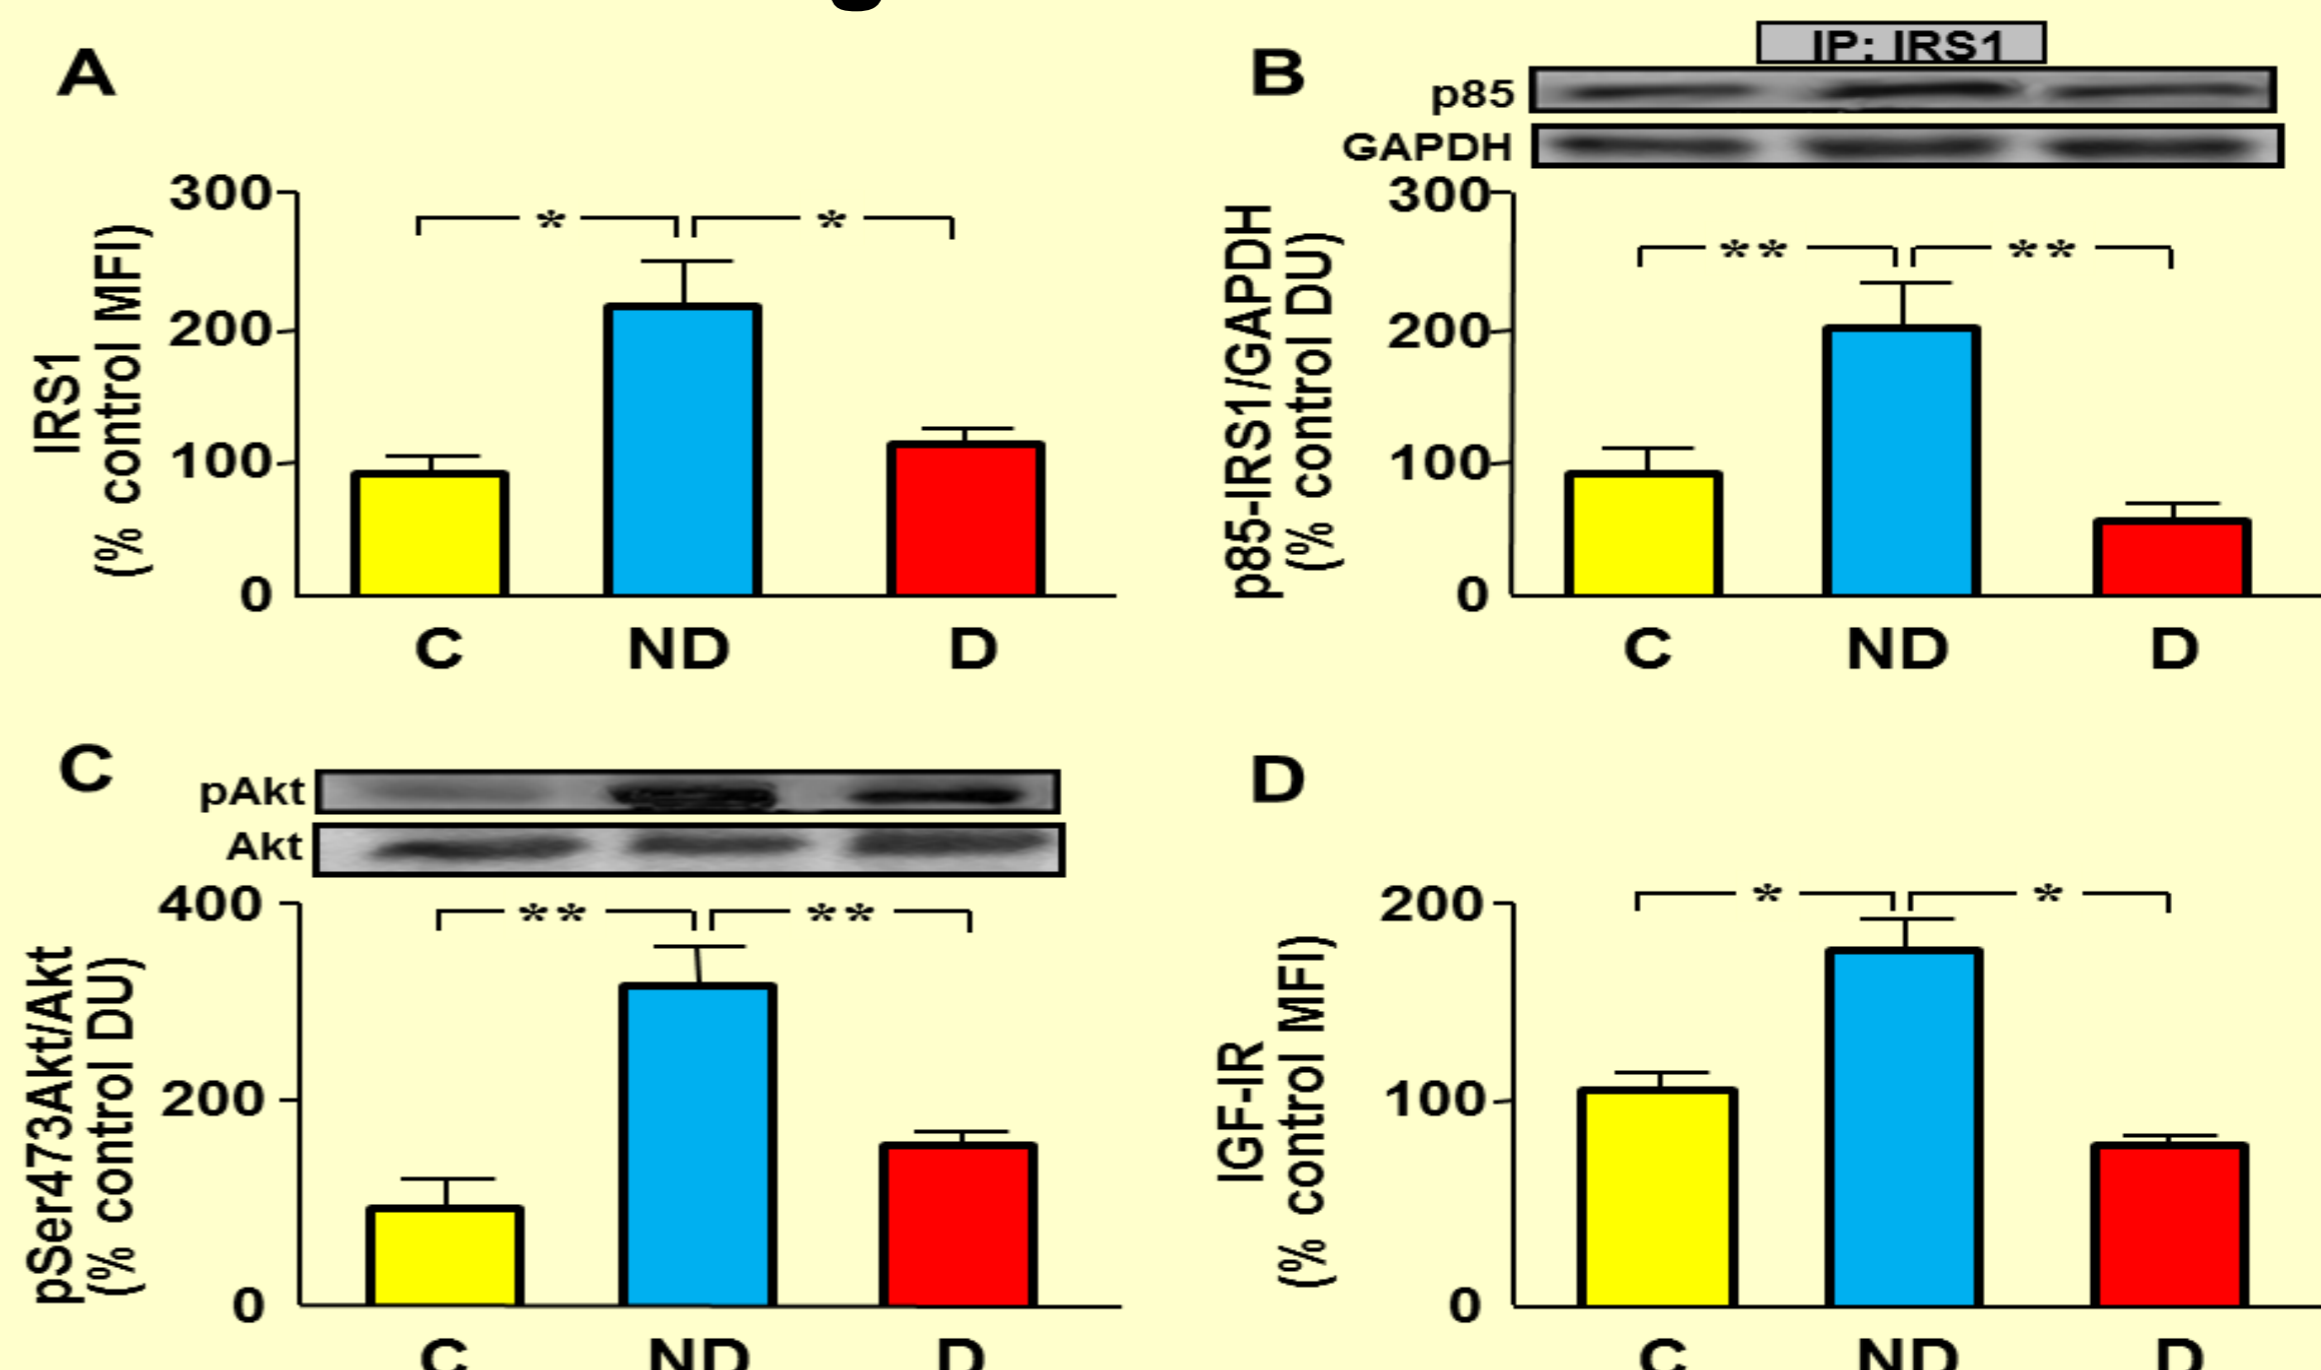 A
300
200
100
0
IRS1
(% control MFI)
* *
C ND D
B
IP: IRS1
p85
GAPDH
300
200
100
0
p85-IRS1/GAPDH
(% control DU)
** **
C ND D
C
pAkt
Akt
400
200
0
pSer473Akt/Akt
(% control DU)
** **
C ND D
D
200
100
0
IGF-IR
(% control MFI)
* *
C ND D